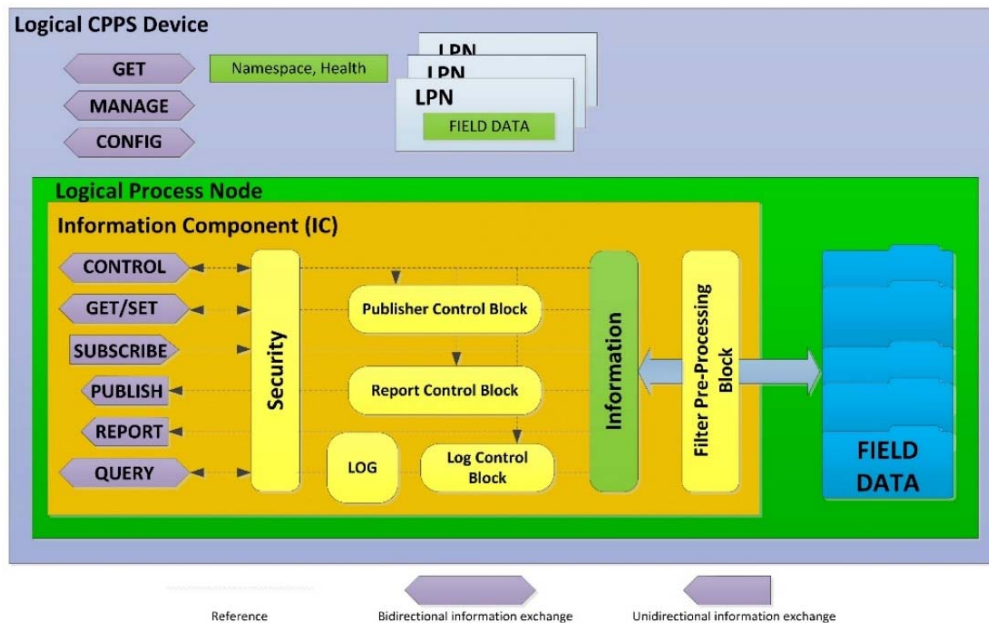 Logical CPPS Device
GET
Namespace, Health
MANAGE
CONFIG
LPN
LPN
LPN
FIELD DATA
Logical Process Node
Information Component (IC)
CONTROL
GET/SET
SUBSCRIBE
PUBLISH
REPORT
QUERY
Security
Publisher Control Block
Report Control Block
LOG
Log Control
Block
Information
Filter Pre-Processing
Block
FIELD
DATA
Reference
Bidirectional information exchange
Unidirectional information exchange